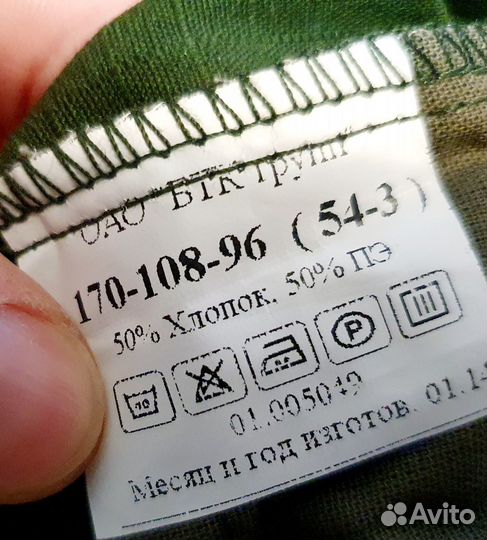 ОАО "БТК групп"
170-108-96 ( 54-3 )
50% Хлопок, 50% ПЭ
P
01.005049
Месяц и год изготов. 01.14
Avito